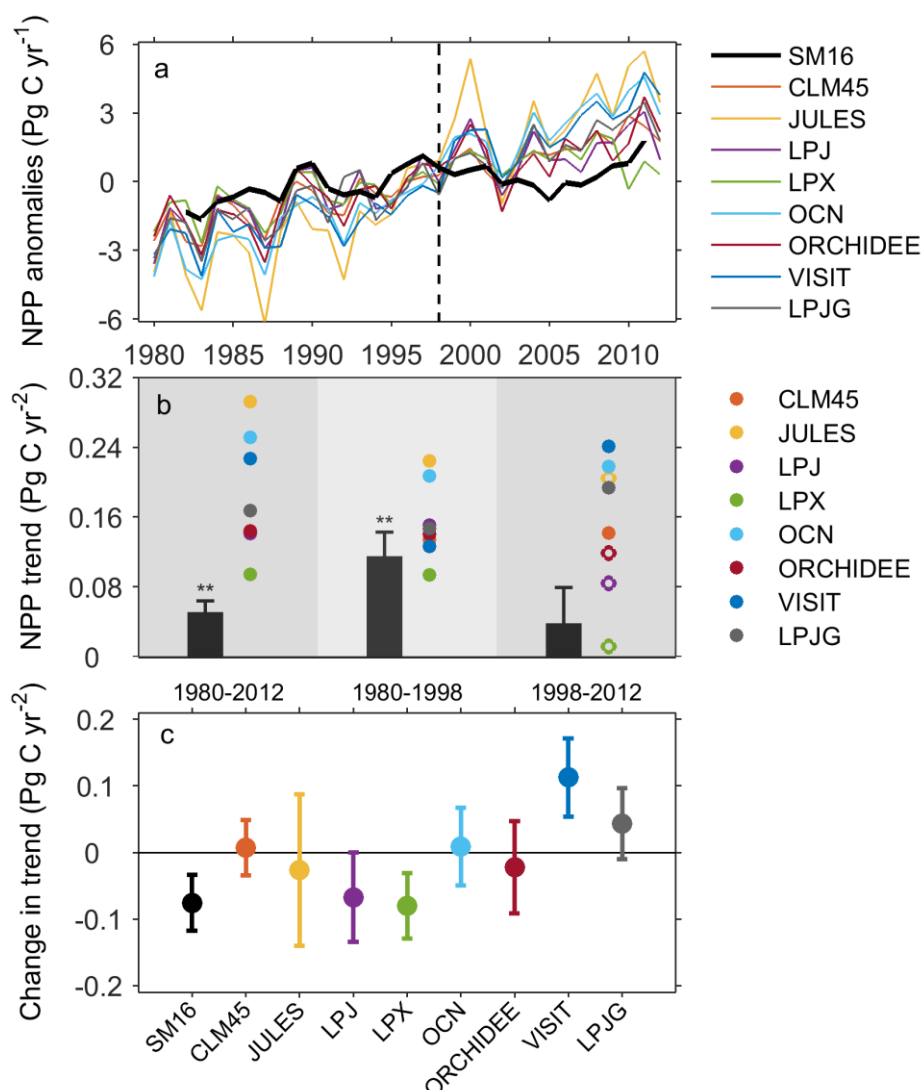 NPP anomalies (Pg C yr-1)
6
3
0
-3
-6
a
1980 1985 1990 1995 2000 2005 2010
SM16
CLM45
JULES
LPJ
LPX
OCN
ORCHIDEE
VISIT
LPJG
NPP trend (Pg C yr-2)
0.32
0.24
0.16
0.08
0
b
**
**
CLM45
JULES
LPJ
LPX
OCN
ORCHIDEE
VISIT
LPJG
1980-2012 1980-1998 1998-2012
Change in trend (Pg C yr-2)
0.2
0.1
0
-0.1
-0.2
c
SM16 CLM45 JULES LPJ LPX OCN ORCHIDEE VISIT LPJG